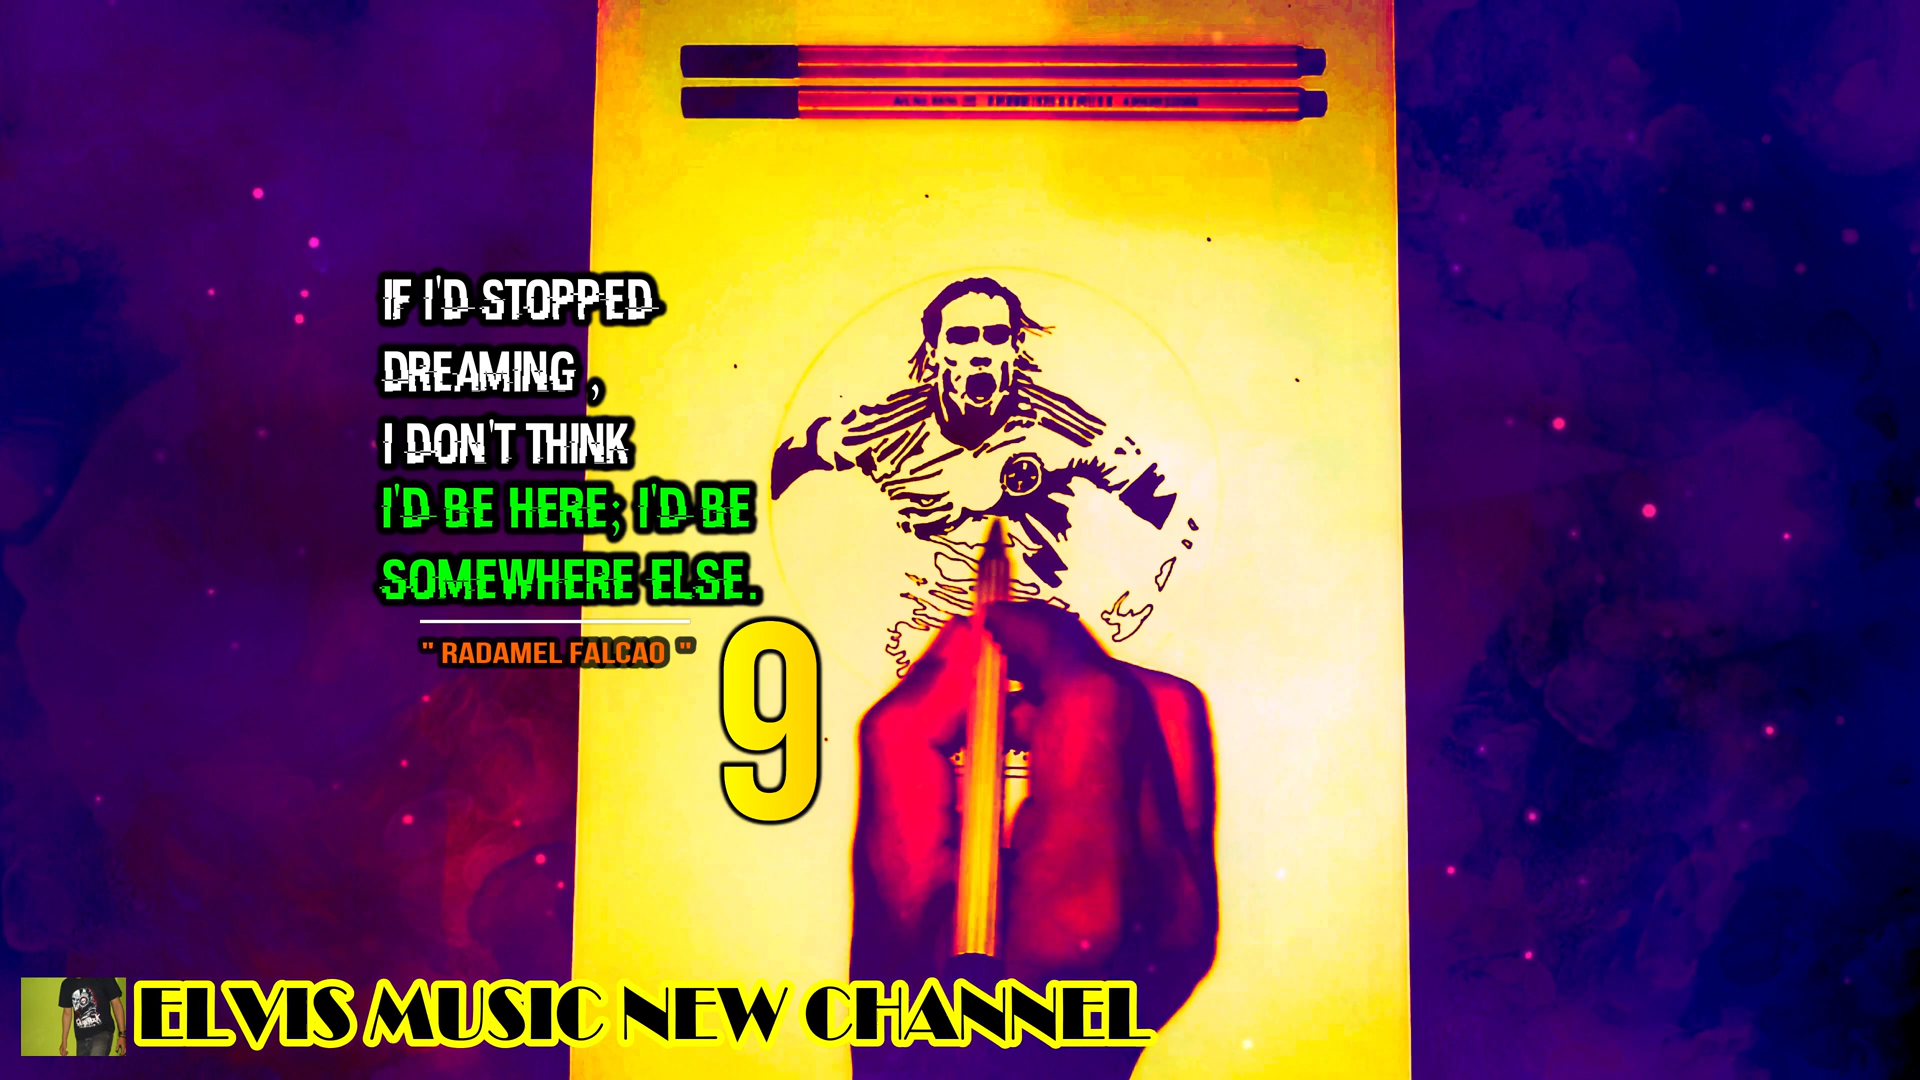 IF I'D STOPPED
DREAMING ,
I DON'T THINK
I'D BE HERE; I'D BE
SOMEWHERE ELSE.
" RADAMEL FALCAO "
9
ELVIS MUSIC NEW CHANNEL